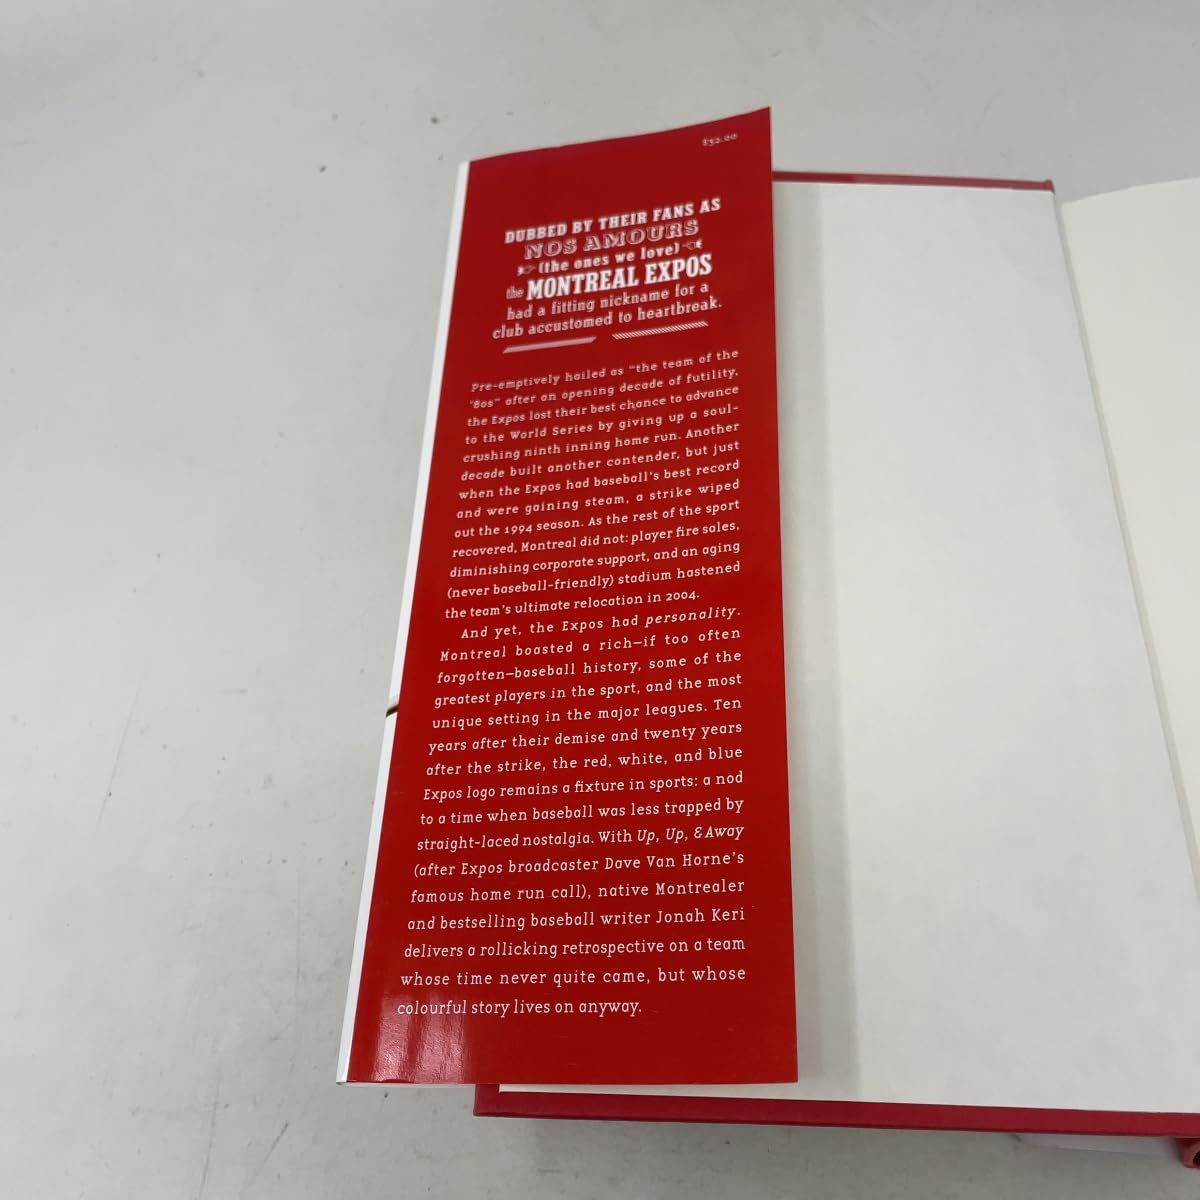 $32.00
DUBBED BY THEIR FANS AS
NOS AMOURS
(the ones we love)
the MONTREAL EXPOS
had a fitting nickname for a
club accustomed to heartbreak.
Pre-emptively hailed as "the team of the
'80s" after an opening decade of futility,
the Expos lost their best chance to advance
to the World Series by giving up a soul-
crushing ninth inning home run. Another
decade built another contender, but just
when the Expos had baseball's best record
and were gaining steam, a strike wiped
out the 1994 season. As the rest of the sport
recovered, Montreal did not: player fire sales,
diminishing corporate support, and an aging
(never baseball-friendly) stadium hastened
the team's ultimate relocation in 2004.
And yet, the Expos had personality.
Montreal boasted a rich—if too often
forgotten—baseball history, some of the
greatest players in the sport, and the most
unique setting in the major leagues. Ten
years after their demise and twenty years
after the strike, the red, white, and blue
Expos logo remains a fixture in sports: a nod
to a time when baseball was less trapped by
straight-laced nostalgia. With Up, Up, & Away
(after Expos broadcaster Dave Van Horne's
famous home run call), native Montrealer
and bestselling baseball writer Jonah Keri
delivers a rollicking retrospective on a team
whose time never quite came, but whose
colourful story lives on anyway.